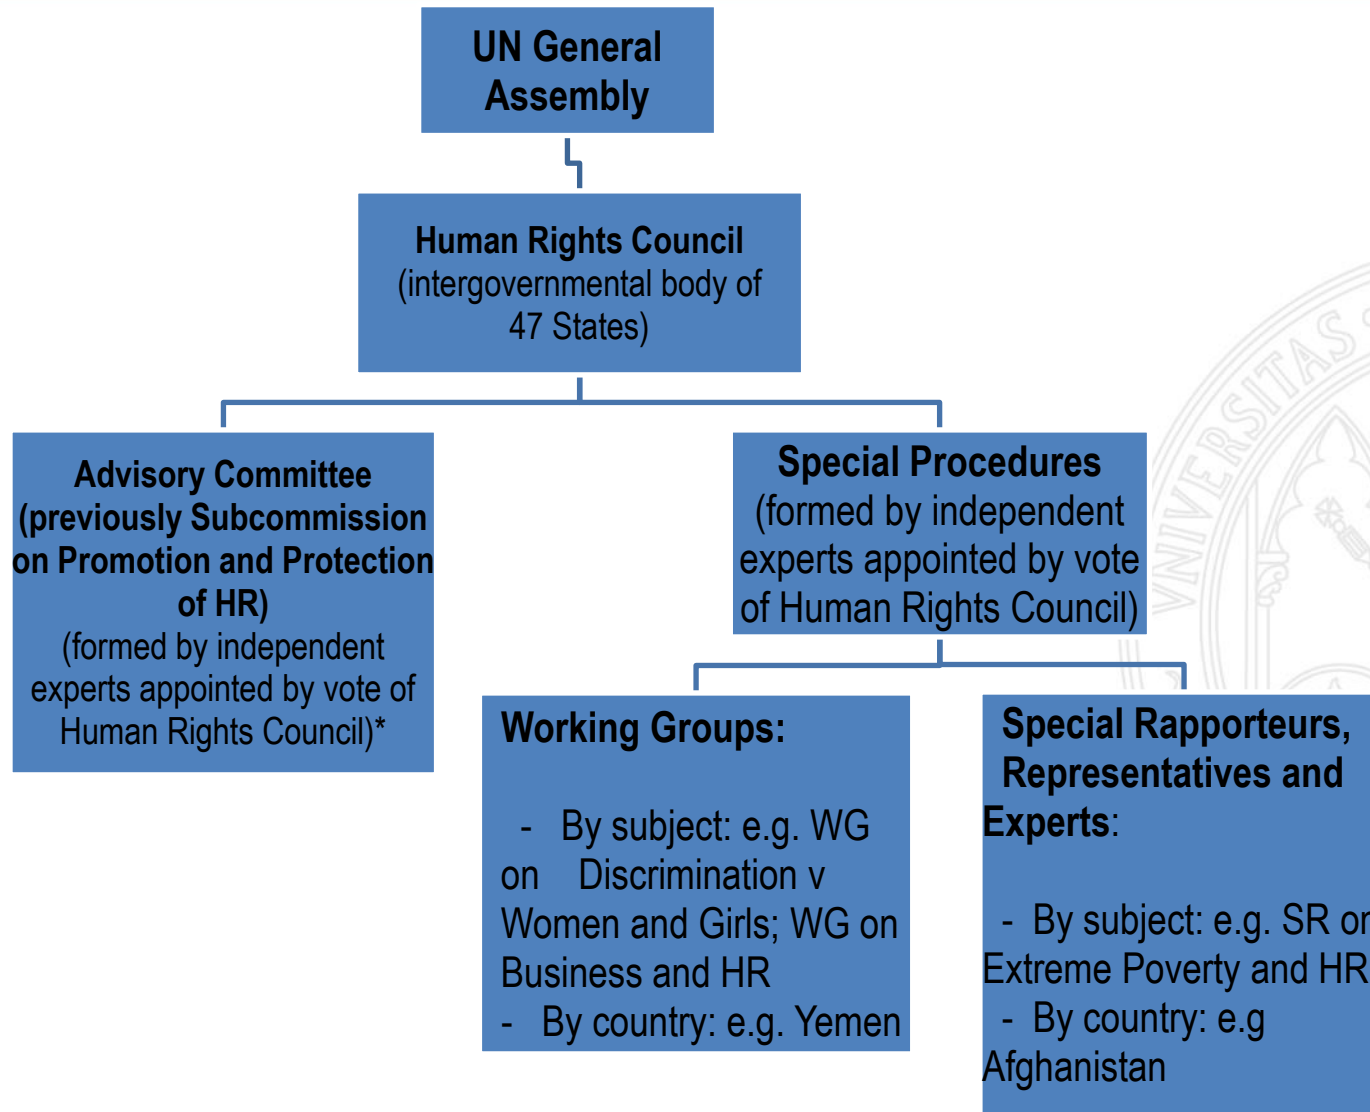 UN General
Assembly
Human Rights Council
(intergovernmental body of
47 States)
Advisory Committee
(previously Subcommission
on Promotion and Protection
of HR)
(formed by independent
experts appointed by vote of
Human Rights Council)*
Special Procedures
(formed by independent
experts appointed by vote
of Human Rights Council)
Working Groups:
- By subject: e.g. WG
on Discrimination v
Women and Girls; WG on
Business and HR
- By country: e.g. Yemen
Special Rapporteurs,
Representatives and
Experts:
- By subject: e.g. SR on
Extreme Poverty and HR
- By country: e.g
Afghanistan
VNIVERSITAS